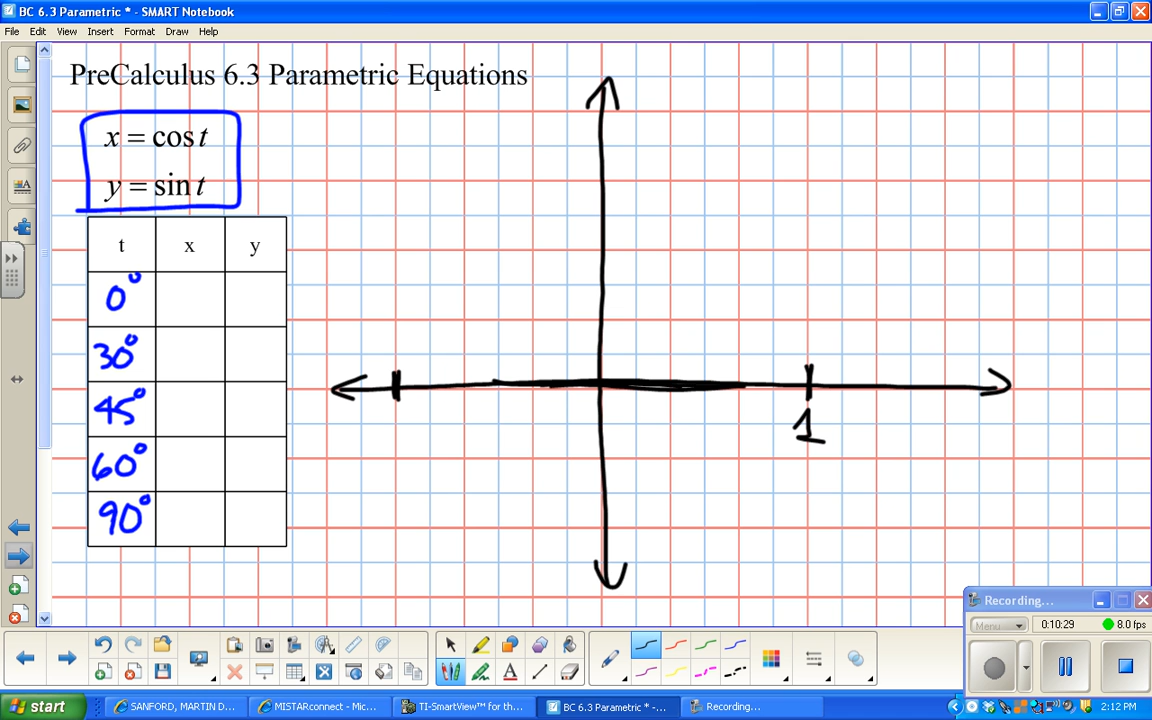 BC 6.3 Parametric * - SMART Notebook
File Edit View Insert Format Draw Help
PreCalculus 6.3 Parametric Equations
x = cos t
y = sin t
t x y
0°
30°
45°
60°
90°
1
Recording...
Menu
0:10:29
8.0 fps
start
SANFORD, MARTIN D...
MISTARconnect - Mic...
TI-SmartView™ for th...
BC 6.3 Parametric * -...
Recording...
2:12 PM